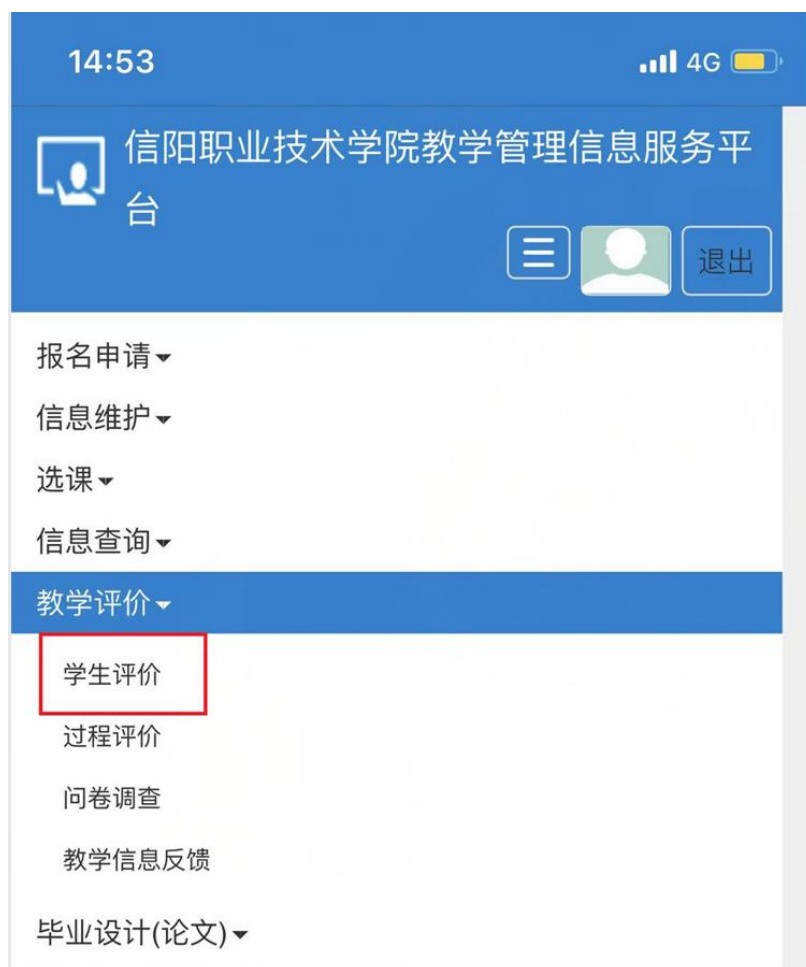 14:53 4G
信阳职业技术学院教学管理信息服务平
台
退出
报名申请
信息维护
选课
信息查询
教学评价
学生评价
过程评价
问卷调查
教学信息反馈
毕业设计(论文)